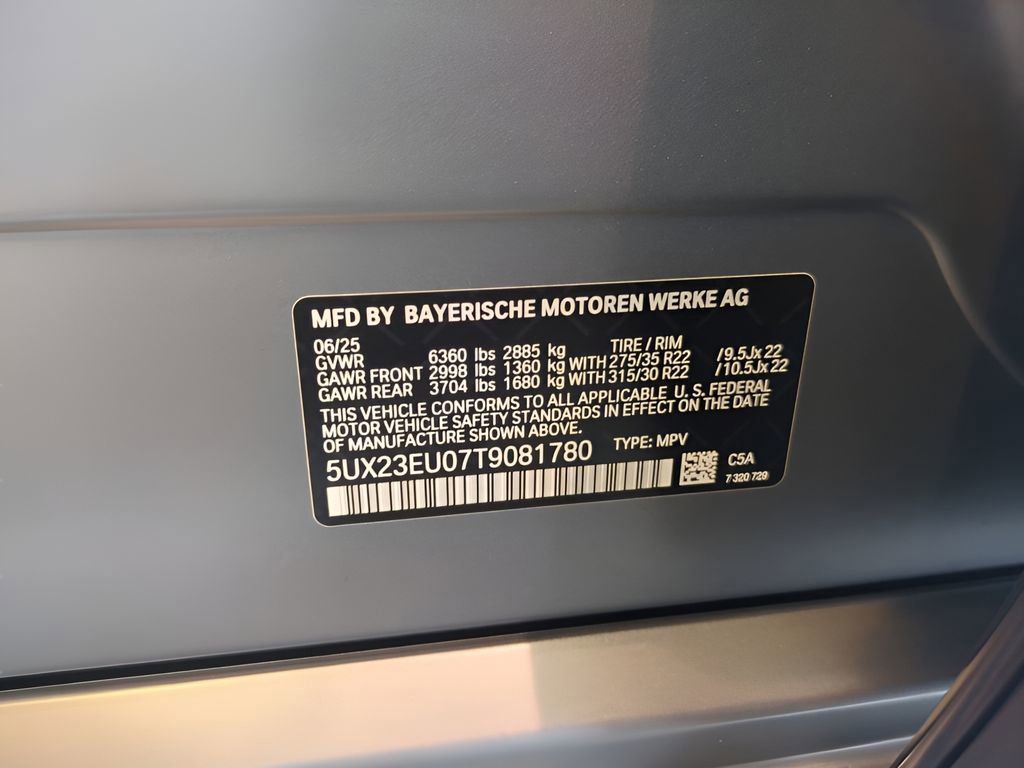 MFD BY BAYERISCHE MOTOREN WERKE AG
06/25 TIRE / RIM
GVWR 6360 lbs 2885 kg
GAWR FRONT 2998 lbs 1360 kg WITH 275/35 R22 /9.5Jx22
GAWR REAR 3704 lbs 1680 kg WITH 315/30 R22 /10.5Jx22
THIS VEHICLE CONFORMS TO ALL APPLICABLE U.S. FEDERAL
MOTOR VEHICLE SAFETY STANDARDS IN EFFECT ON THE DATE
OF MANUFACTURE SHOWN ABOVE.
5UX23EU07T9081780 TYPE: MPV
C5A
7 320 729